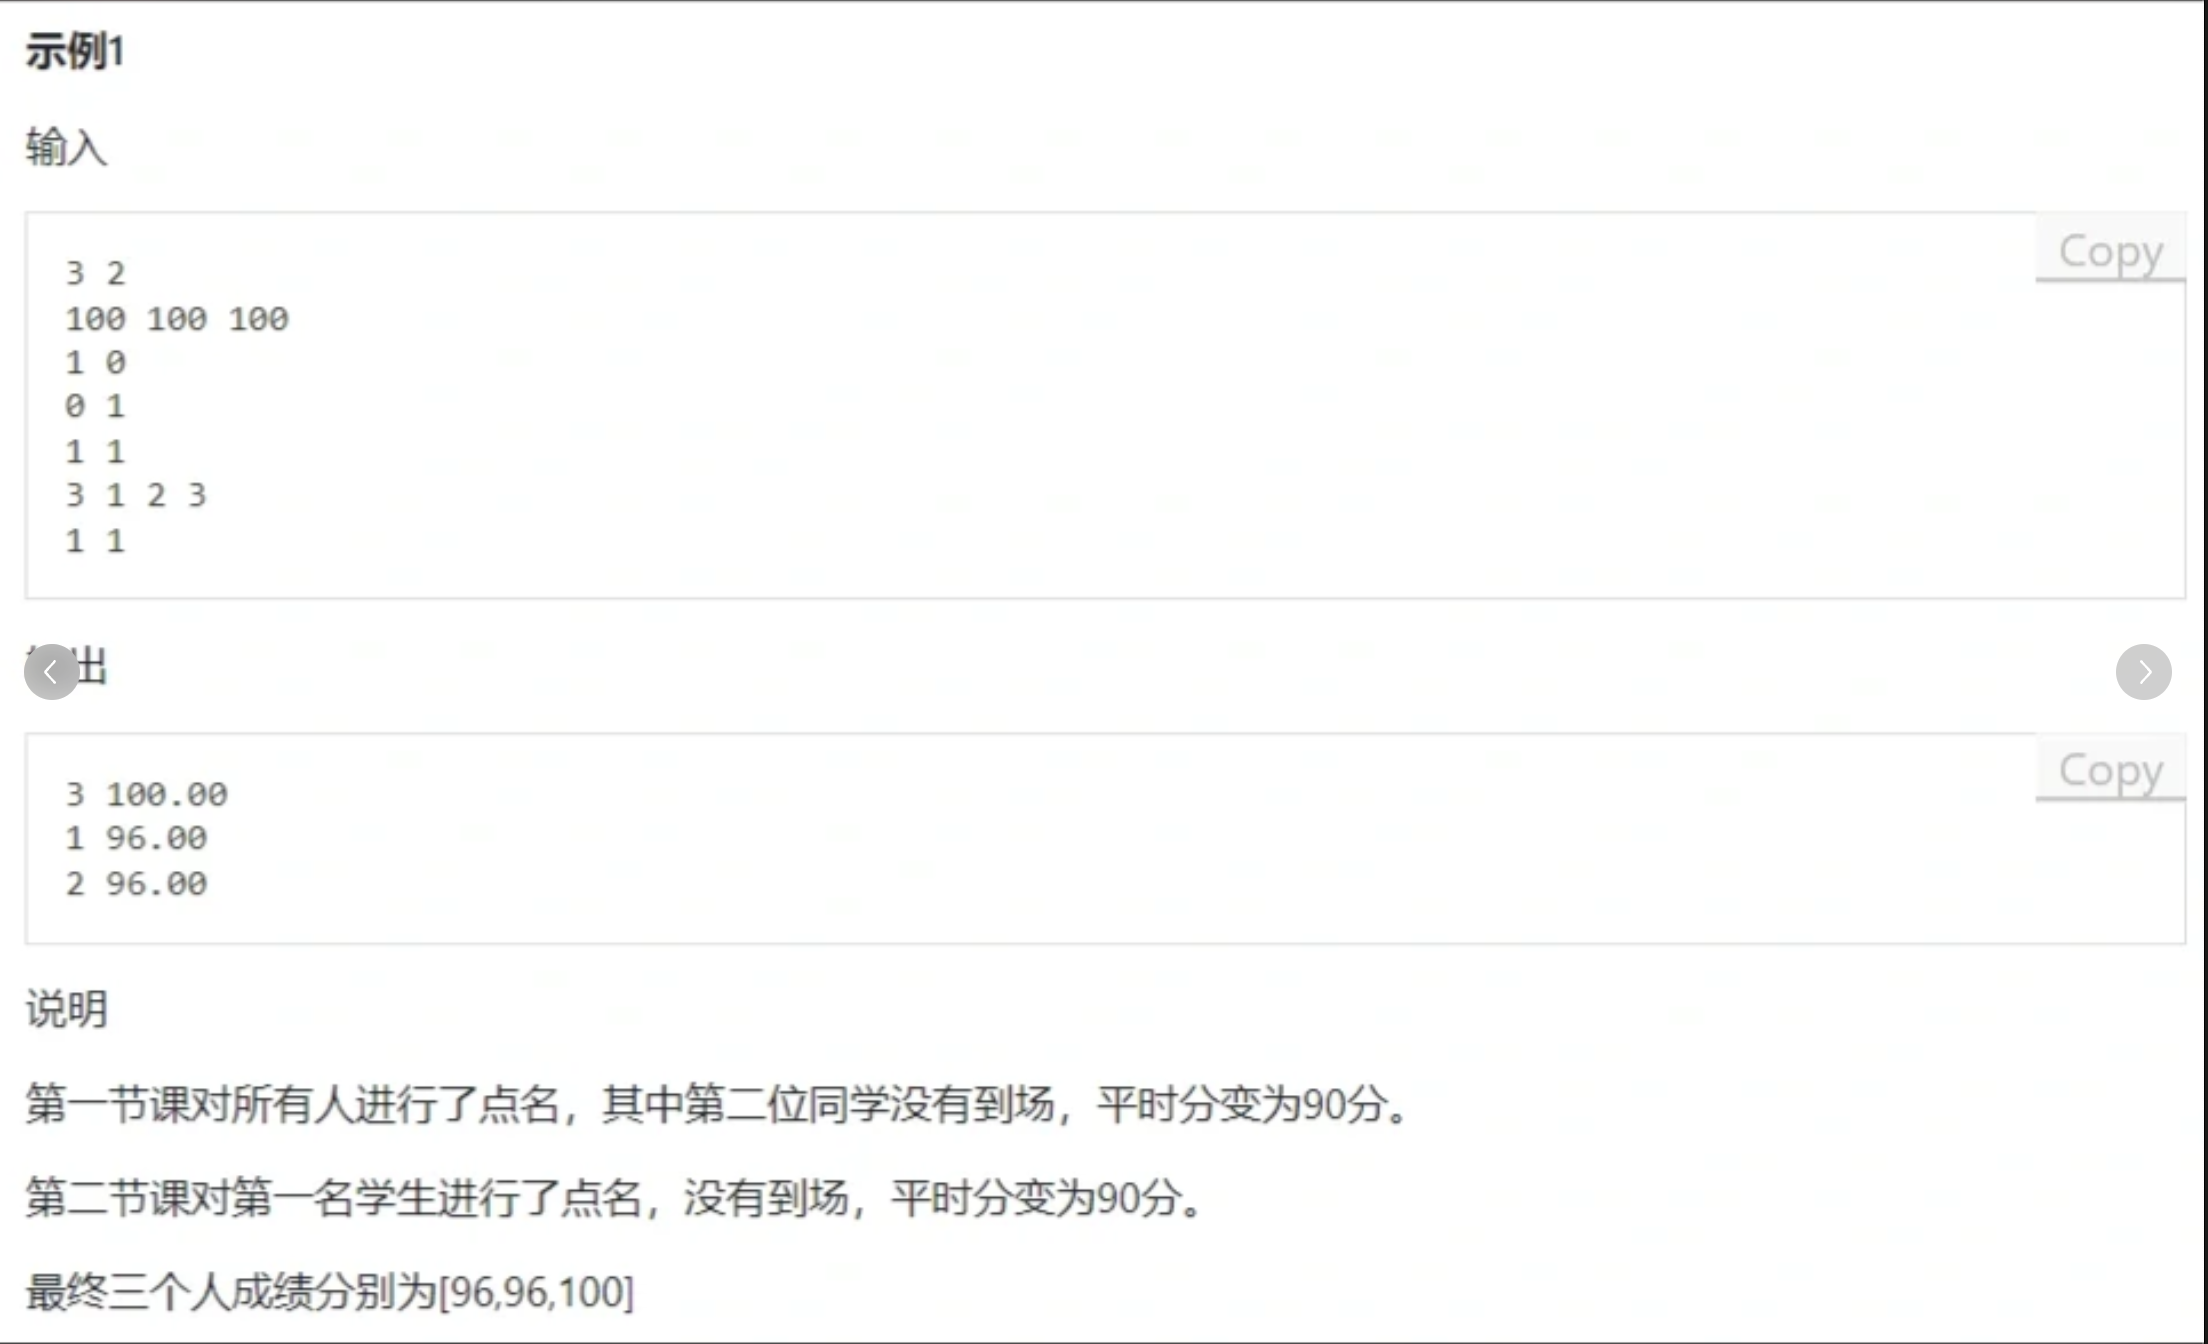 示例1
输入
Copy
3 2
100 100 100
1 0
0 1
1 1
3 1 2 3
1 1
出
Copy
3 100.00
1 96.00
2 96.00
说明
第一节课对所有人进行了点名，其中第二位同学没有到场，平时分变为90分。
第二节课对第一名学生进行了点名，没有到场，平时分变为90分。
最终三个人成绩分别为[96,96,100]